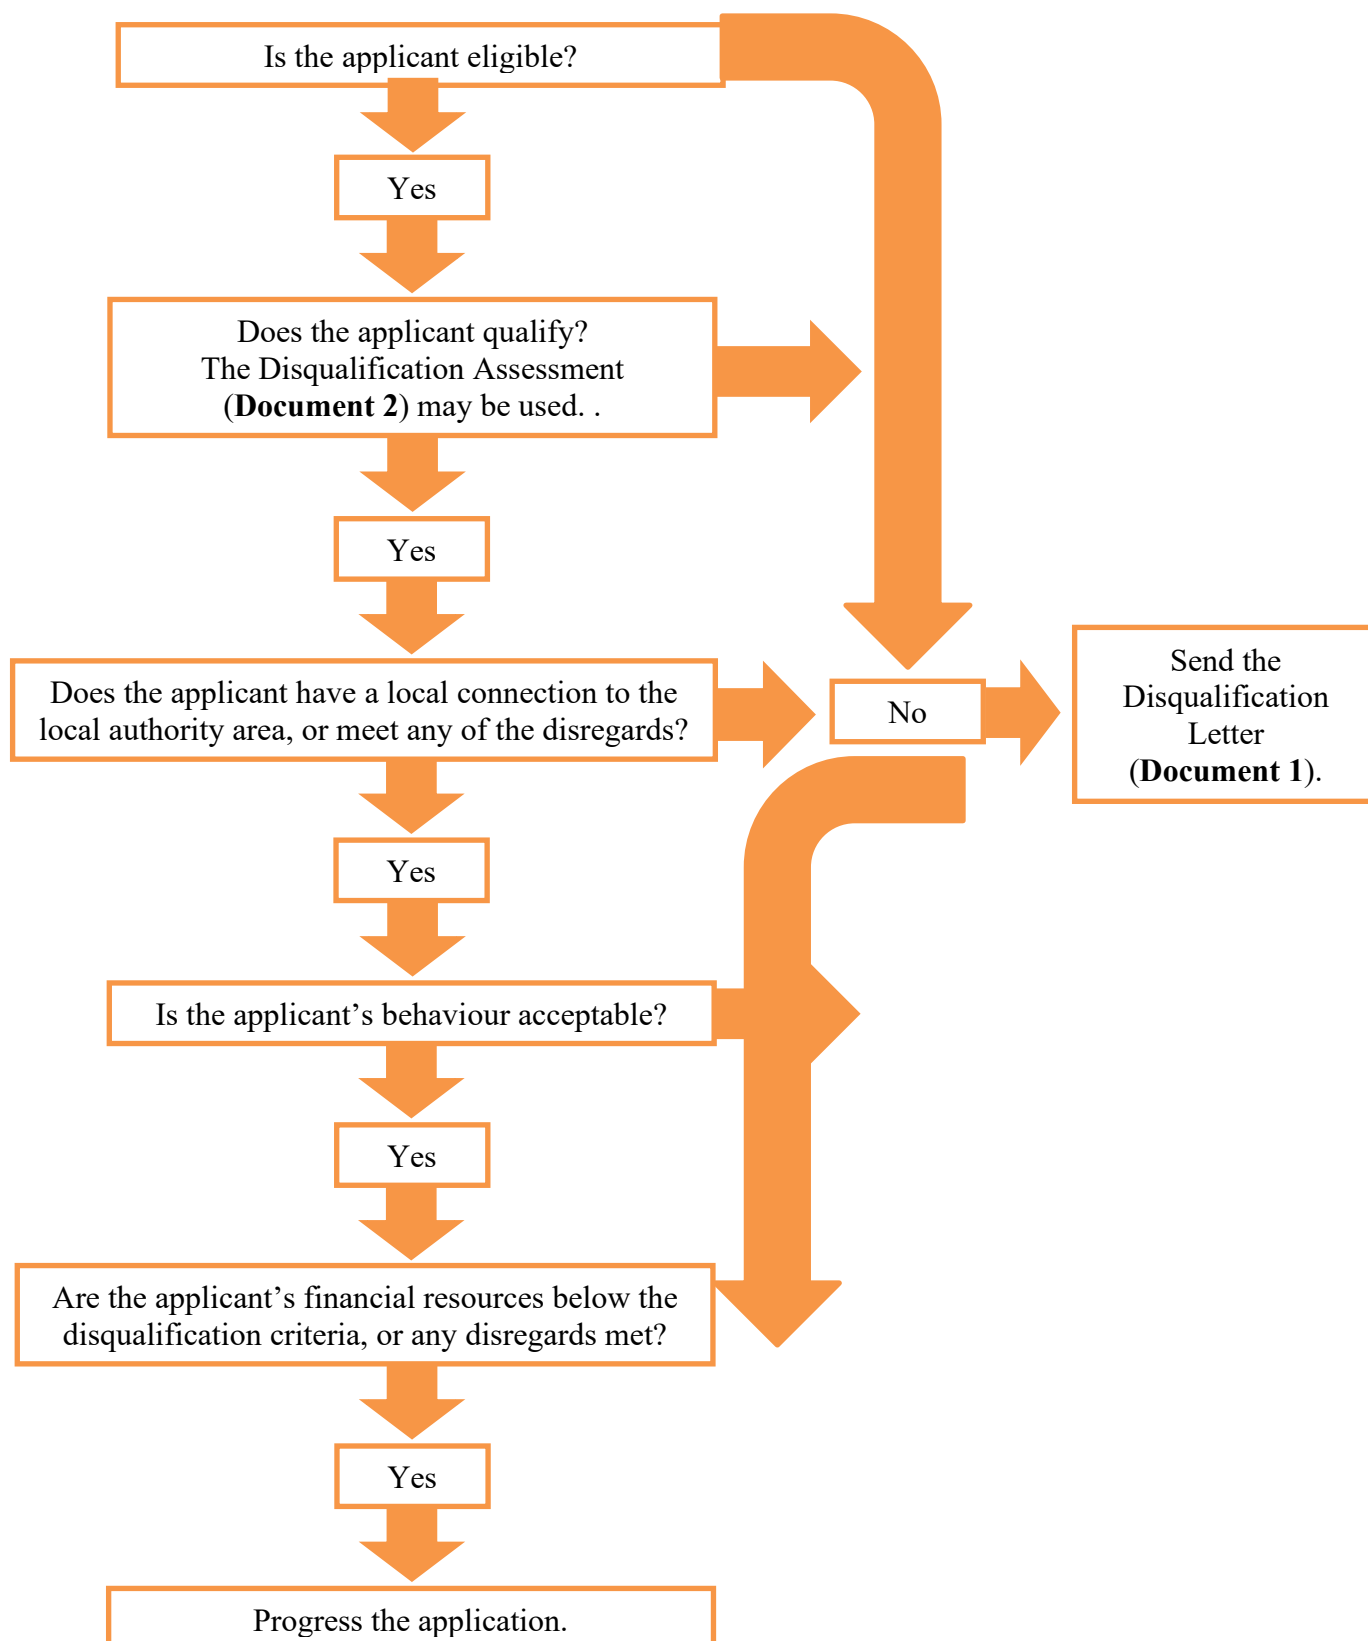 Is the applicant eligible?
Yes
Does the applicant qualify?
The Disqualification Assessment
(Document 2) may be used. .
Yes
Does the applicant have a local connection to the
local authority area, or meet any of the disregards?
No
Send the
Disqualification
Letter
(Document 1).
Yes
Is the applicant’s behaviour acceptable?
Yes
Are the applicant’s financial resources below the
disqualification criteria, or any disregards met?
Yes
Progress the application.